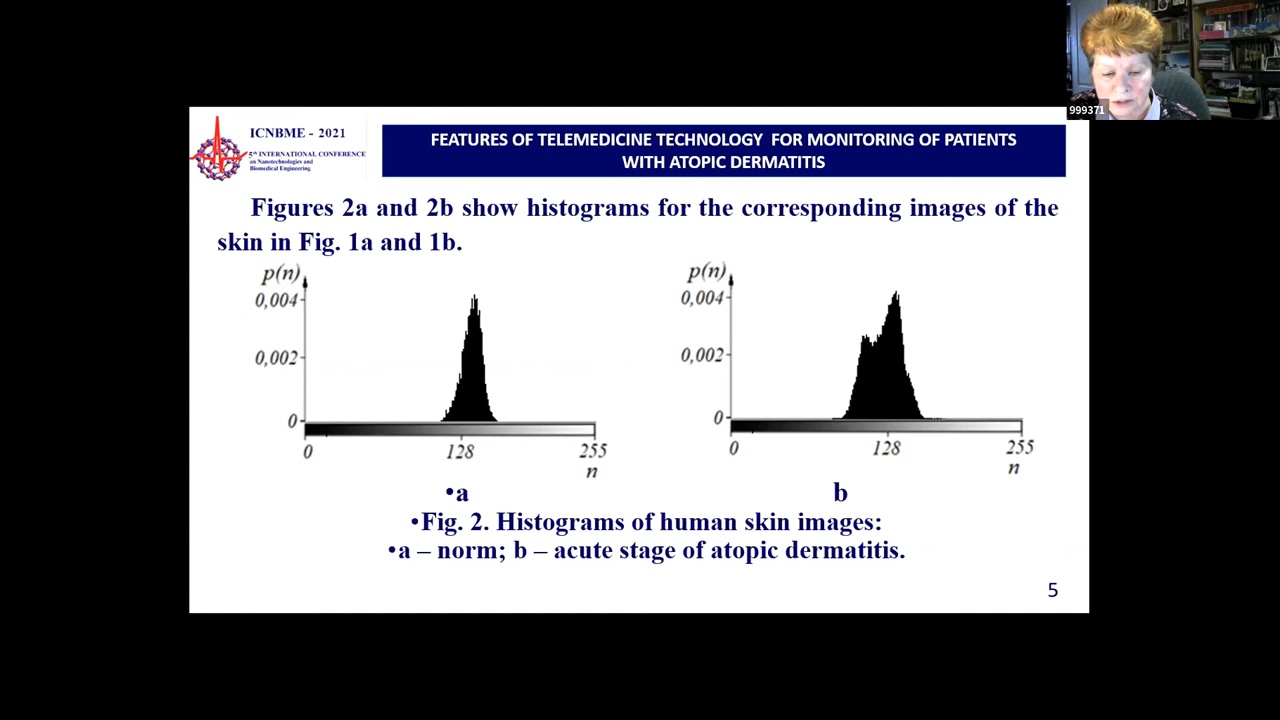 999371
ICNBME - 2021
5th INTERNATIONAL CONFERENCE
on Nanotechnologies and
Biomedical Engineering
FEATURES OF TELEMEDICINE TECHNOLOGY FOR MONITORING OF PATIENTS
WITH ATOPIC DERMATITIS
Figures 2a and 2b show histograms for the corresponding images of the
skin in Fig. 1a and 1b.
p(n)
0,004
0,002
0
0 128 255
n
p(n)
0,004
0,002
0
0 128 255
n
•a b
•Fig. 2. Histograms of human skin images:
•a – norm; b – acute stage of atopic dermatitis.
5